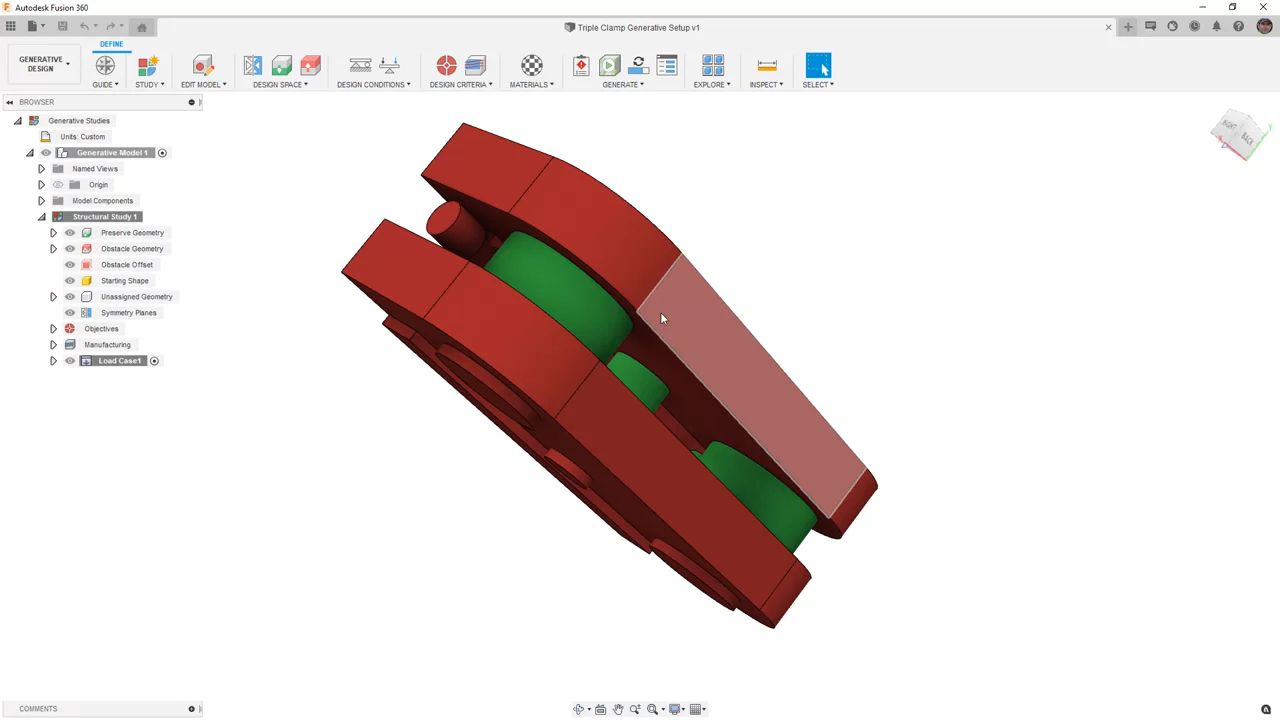 Autodesk Fusion 360
Triple Clamp Generative Setup v1
GENERATIVE DESIGN
DEFINE
GUIDE
STUDY
EDIT MODEL
DESIGN SPACE
DESIGN CONDITIONS
DESIGN CRITERIA
MATERIALS
GENERATE
EXPLORE
INSPECT
SELECT
BROWSER
Generative Studies
Units: Custom
Generative Model 1
Named Views
Origin
Model Components
Structural Study 1
Preserve Geometry
Obstacle Geometry
Obstacle Offset
Starting Shape
Unassigned Geometry
Symmetry Planes
Objectives
Manufacturing
Load Case1
RIGHT
BACK
COMMENTS